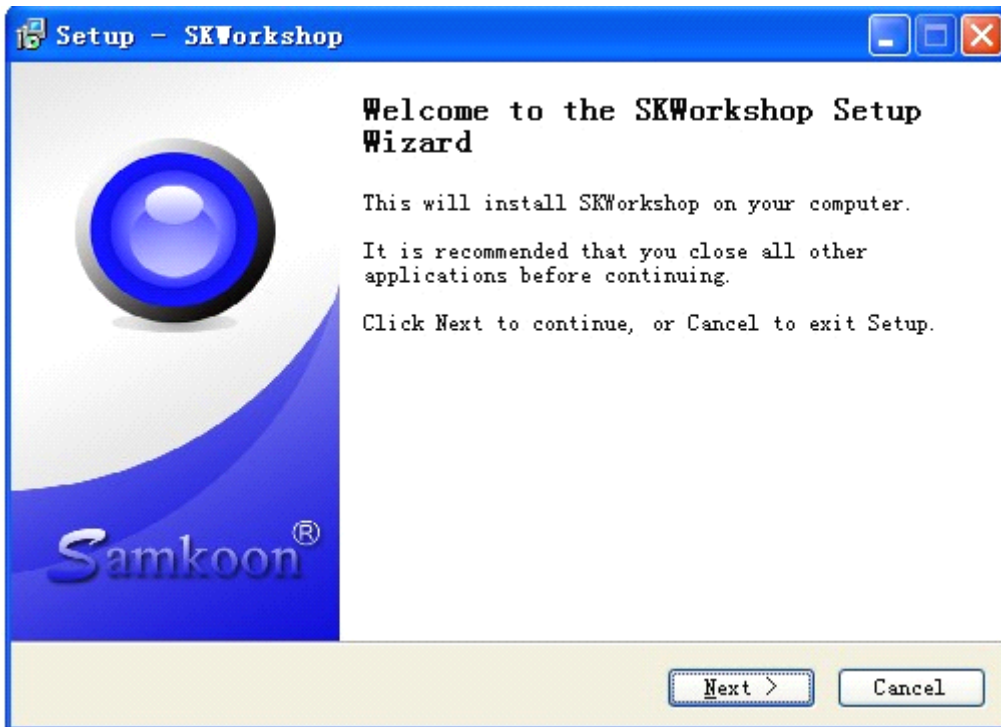 Setup - SKWorkshop
Welcome to the SKWorkshop Setup
Wizard
This will install SKWorkshop on your computer.
It is recommended that you close all other
applications before continuing.
Click Next to continue, or Cancel to exit Setup.
Samkoon®
Next >
Cancel